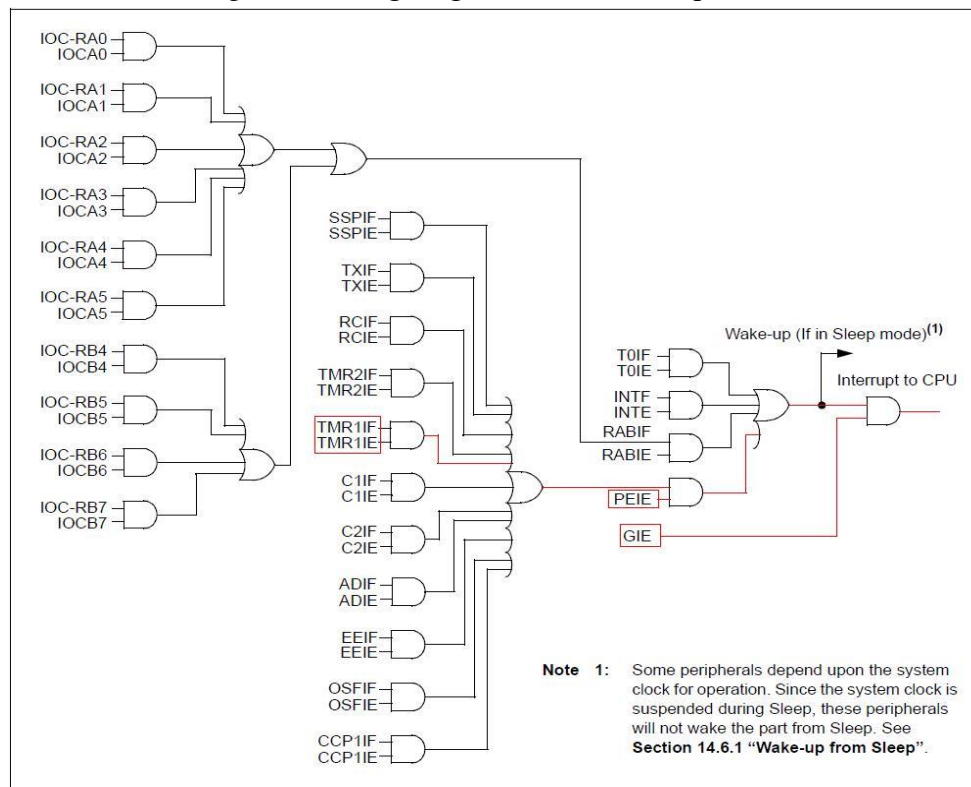 IOC-RA0
IOCA0
IOC-RA1
IOCA1
IOC-RA2
IOCA2
IOC-RA3
IOCA3
IOC-RA4
IOCA4
IOC-RA5
IOCA5
IOC-RB4
IOCB4
IOC-RB5
IOCB5
IOC-RB6
IOCB6
IOC-RB7
IOCB7
SSPIF
SSPIE
TXIF
TXIE
RCIF
RCIE
TMR2IF
TMR2IE
TMR1IF
TMR1IE
C1IF
C1IE
C2IF
C2IE
ADIF
ADIE
EEIF
EEIE
OSFIF
OSFIE
CCP1IF
CCP1IE
T0IF
T0IE
INTF
INTE
RABIF
RABIE
PEIE
GIE
Wake-up (If in Sleep mode)(1)
Interrupt to CPU
Note 1: Some peripherals depend upon the system
clock for operation. Since the system clock is
suspended during Sleep, these peripherals
will not wake the part from Sleep. See
Section 14.6.1 “Wake-up from Sleep”.